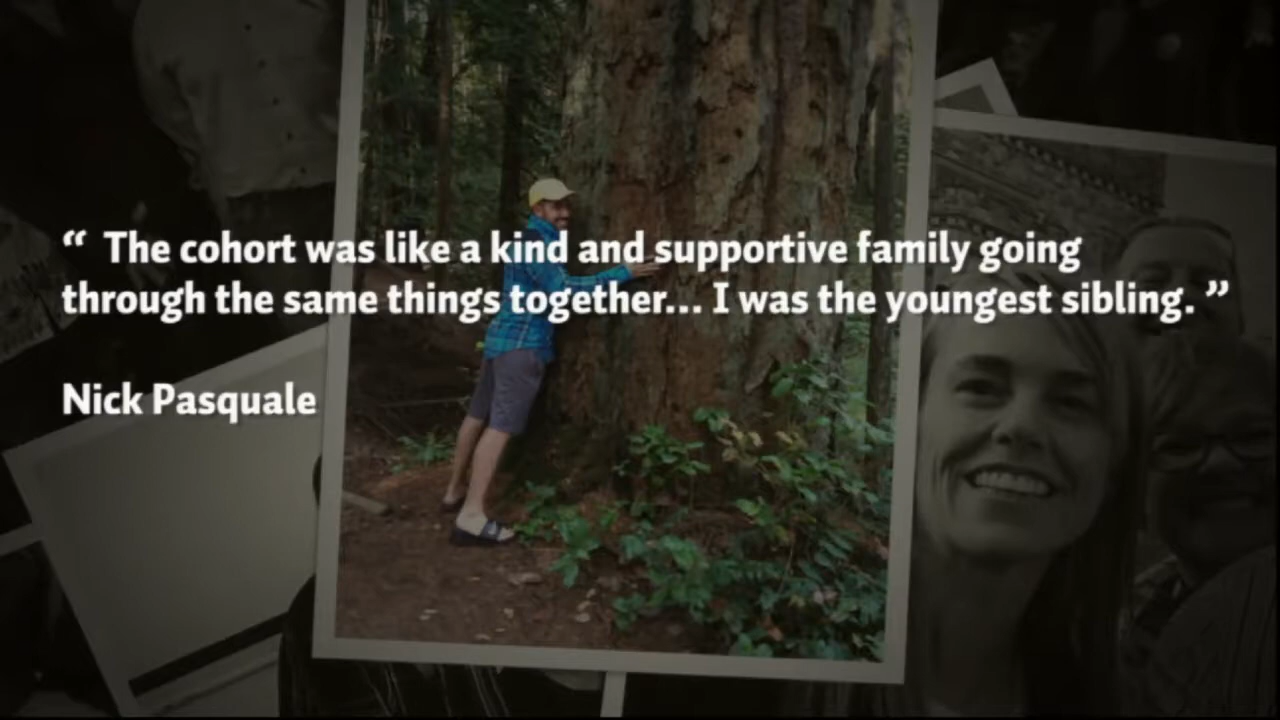 “ The cohort was like a kind and supportive family going
through the same things together... I was the youngest sibling. ”
Nick Pasquale